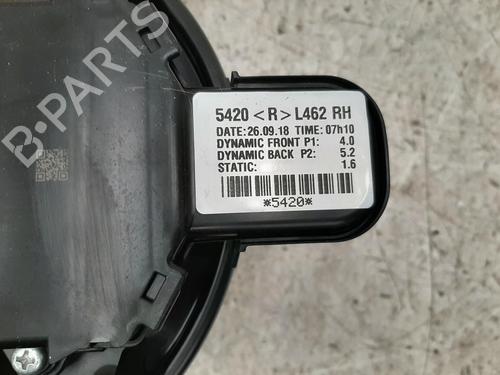 B-PARTS
5420 <R> L462 RH
DATE: 26.09.18 TIME: 07h10
DYNAMIC FRONT P1: 4.0
DYNAMIC BACK P2: 5.2
STATIC: 1.6
*5420*